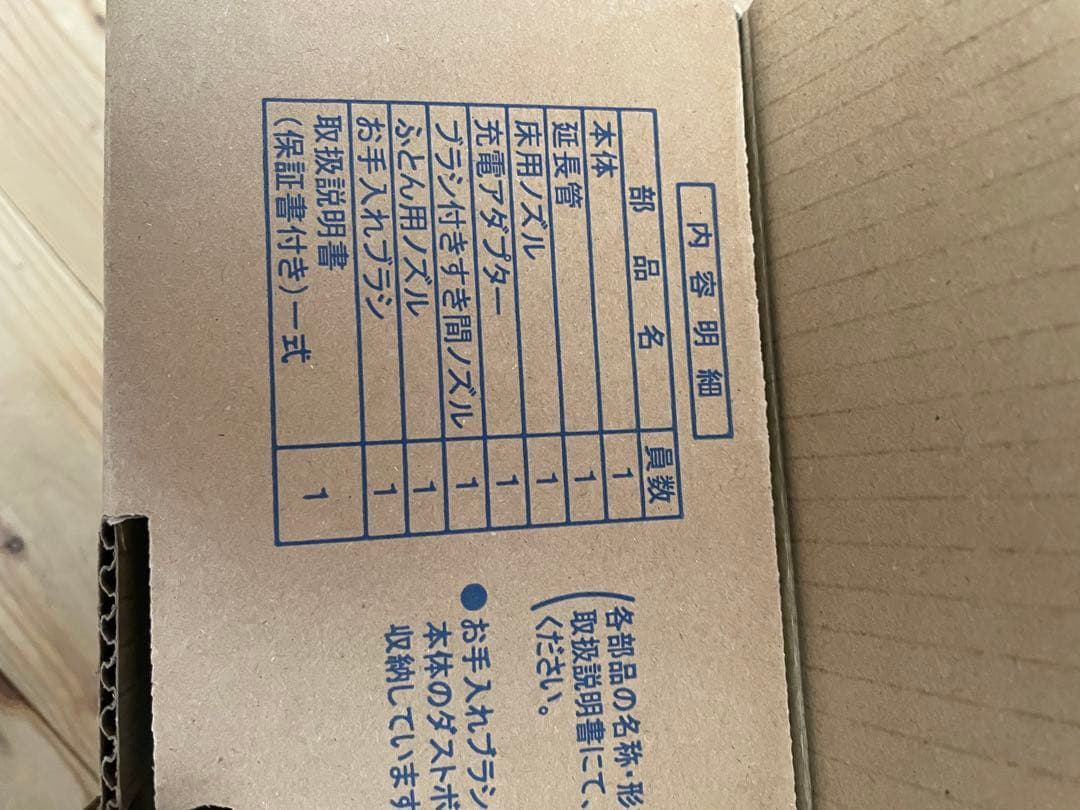 内容明細
部品名 員数
本体 1
延長管 1
床用ノズル 1
充電アダプター 1
ブラシ付きすき間ノズル 1
ふとん用ノズル 1
お手入れブラシ 1
取扱説明書
(保証書付き)一式 1
(各部品の名称・形
取扱説明書にて、
ください。
●お手入れブラシ
本体のダストボ
収納しています